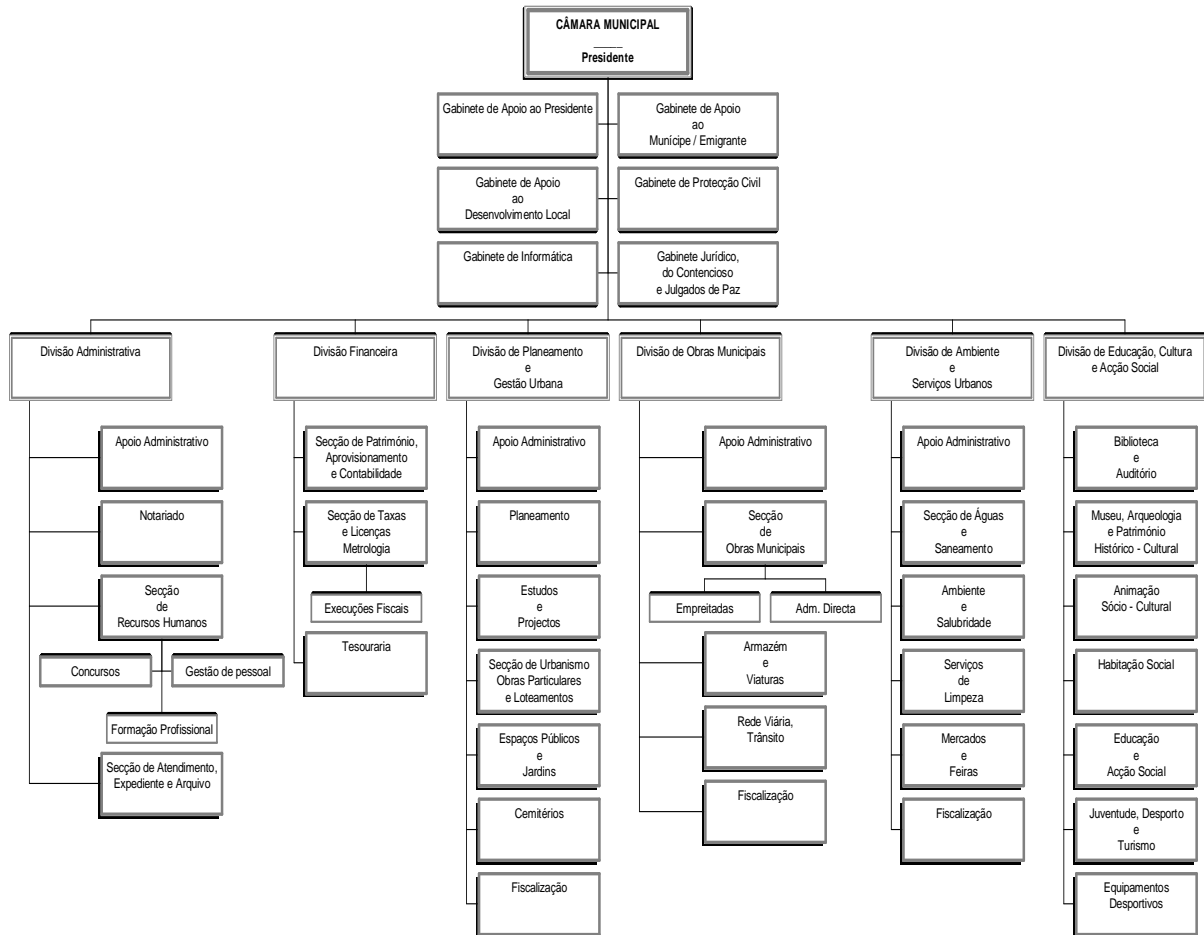 CÂMARA MUNICIPAL
_____
Presidente
Gabinete de Apoio ao Presidente
Gabinete de Apoio
ao
Munícipe / Emigrante
Gabinete de Apoio
ao
Desenvolvimento Local
Gabinete de Protecção Civil
Gabinete de Informática
Gabinete Jurídico,
do Contencioso
e Julgados de Paz
Divisão Administrativa
Apoio Administrativo
Notariado
Secção
de
Recursos Humanos
Concursos
Gestão de pessoal
Formação Profissional
Secção de Atendimento,
Expediente e Arquivo
Divisão Financeira
Secção de Património,
Aprovisionamento
e Contabilidade
Secção de Taxas
e Licenças
Metrologia
Execuções Fiscais
Tesouraria
Divisão de Planeamento
e
Gestão Urbana
Apoio Administrativo
Planeamento
Estudos
e
Projectos
Secção de Urbanismo
Obras Particulares
e Loteamentos
Espaços Públicos
e
Jardins
Cemitérios
Fiscalização
Divisão de Obras Municipais
Apoio Administrativo
Secção
de
Obras Municipais
Empreitadas
Adm. Directa
Armazém
e
Viaturas
Rede Viária,
Trânsito
Fiscalização
Divisão de Ambiente
e
Serviços Urbanos
Apoio Administrativo
Secção de Águas
e
Saneamento
Ambiente
e
Salubridade
Serviços
de
Limpeza
Mercados
e
Feiras
Fiscalização
Divisão de Educação, Cultura
e Acção Social
Biblioteca
e
Auditório
Museu, Arqueologia
e Património
Histórico - Cultural
Animação
Sócio - Cultural
Habitação Social
Educação
e
Acção Social
Juventude, Desporto
e
Turismo
Equipamentos
Desportivos